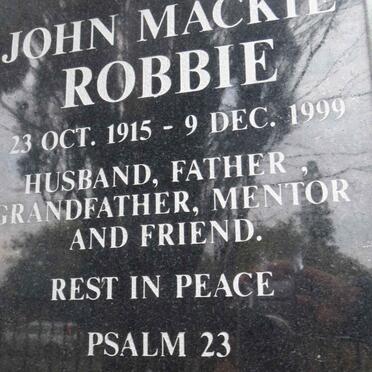 JOHN MACKIE
ROBBIE
23 OCT. 1915 - 9 DEC. 1999
HUSBAND, FATHER ,
GRANDFATHER, MENTOR
AND FRIEND.
REST IN PEACE
PSALM 23